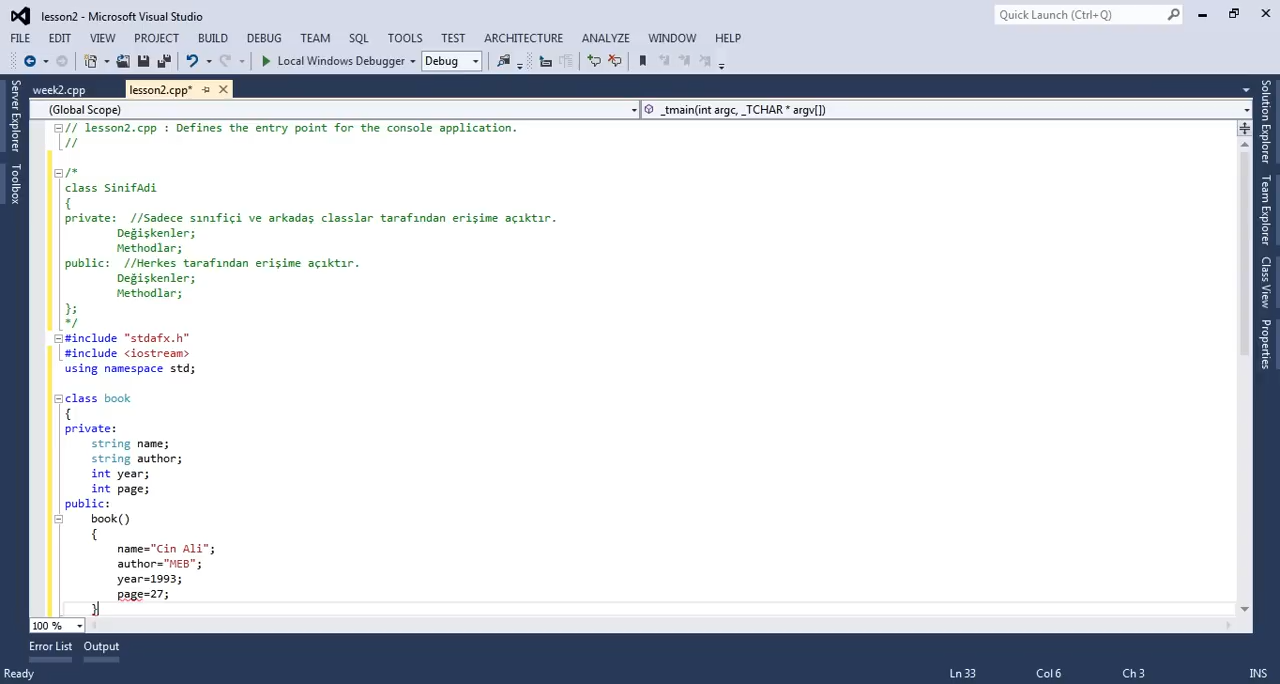 lesson2 - Microsoft Visual Studio
Quick Launch (Ctrl+Q)
FILE EDIT VIEW PROJECT BUILD DEBUG TEAM SQL TOOLS TEST ARCHITECTURE ANALYZE WINDOW HELP
Local Windows Debugger Debug
week2.cpp lesson2.cpp*
(Global Scope) _tmain(int argc, _TCHAR * argv[])
Server Explorer
Toolbox
// lesson2.cpp : Defines the entry point for the console application.
//
/*
class SinifAdi
{
private:  //Sadece sınıfiçi ve arkadaş classlar tarafından erişime açıktır.
Değişkenler;
Methodlar;
public:  //Herkes tarafından erişime açıktır.
Değişkenler;
Methodlar;
};
*/
#include "stdafx.h"
#include <iostream>
using namespace std;
class book
{
private:
string name;
string author;
int year;
int page;
public:
book()
{
name="Cin Ali";
author="MEB";
year=1993;
page=27;
}
Solution Explorer
Team Explorer
Class View
Properties
100 %
Error List Output
Ready Ln 33 Col 6 Ch 3 INS